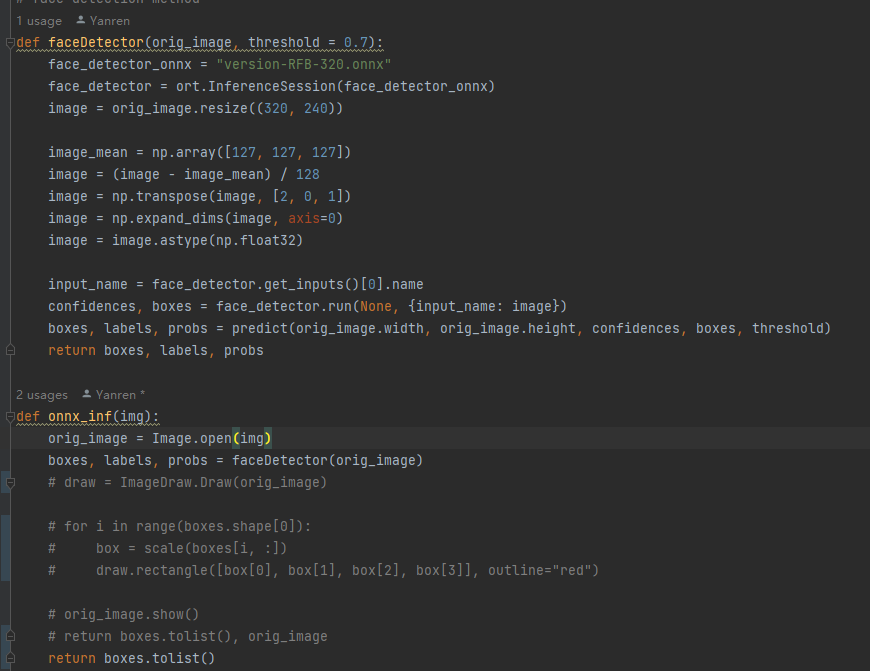 # face detection method
1 usage Yanren
def faceDetector(orig_image, threshold = 0.7):
    face_detector_onnx = "version-RFB-320.onnx"
    face_detector = ort.InferenceSession(face_detector_onnx)
    image = orig_image.resize((320, 240))

    image_mean = np.array([127, 127, 127])
    image = (image - image_mean) / 128
    image = np.transpose(image, [2, 0, 1])
    image = np.expand_dims(image, axis=0)
    image = image.astype(np.float32)

    input_name = face_detector.get_inputs()[0].name
    confidences, boxes = face_detector.run(None, {input_name: image})
    boxes, labels, probs = predict(orig_image.width, orig_image.height, confidences, boxes, threshold)
    return boxes, labels, probs

2 usages Yanren *
def onnx_inf(img):
    orig_image = Image.open(img)
    boxes, labels, probs = faceDetector(orig_image)
    # draw = ImageDraw.Draw(orig_image)

    # for i in range(boxes.shape[0]):
    #     box = scale(boxes[i, :])
    #     draw.rectangle([box[0], box[1], box[2], box[3]], outline="red")

    # orig_image.show()
    # return boxes.tolist(), orig_image
    return boxes.tolist()